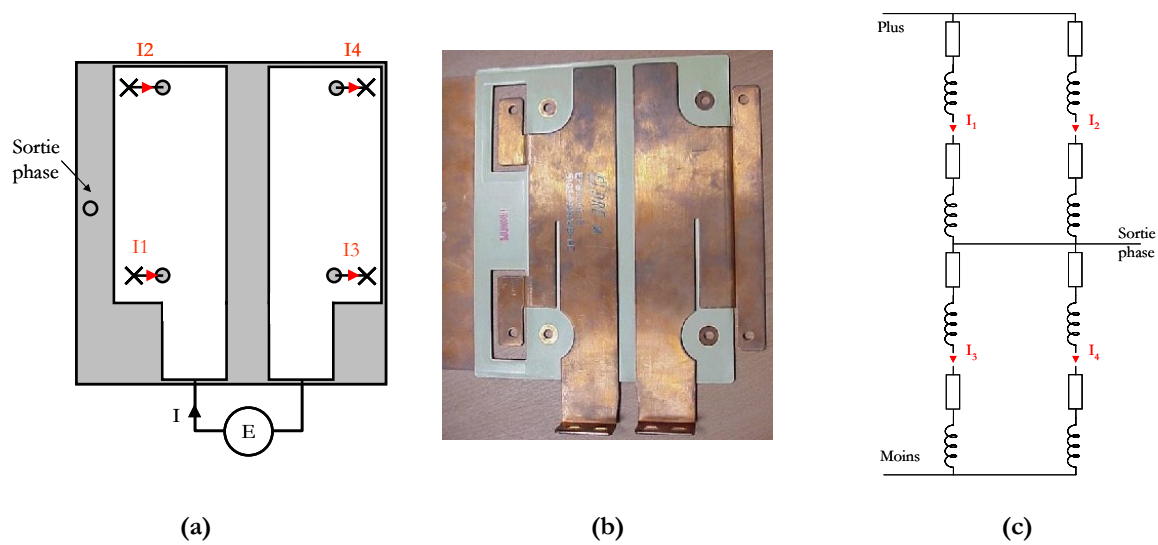 I2
I4
Sortie
phase
I1
I3
I
E
(a)
(b)
Plus
I1
I2
Sortie
phase
I3
I4
Moins
(c)